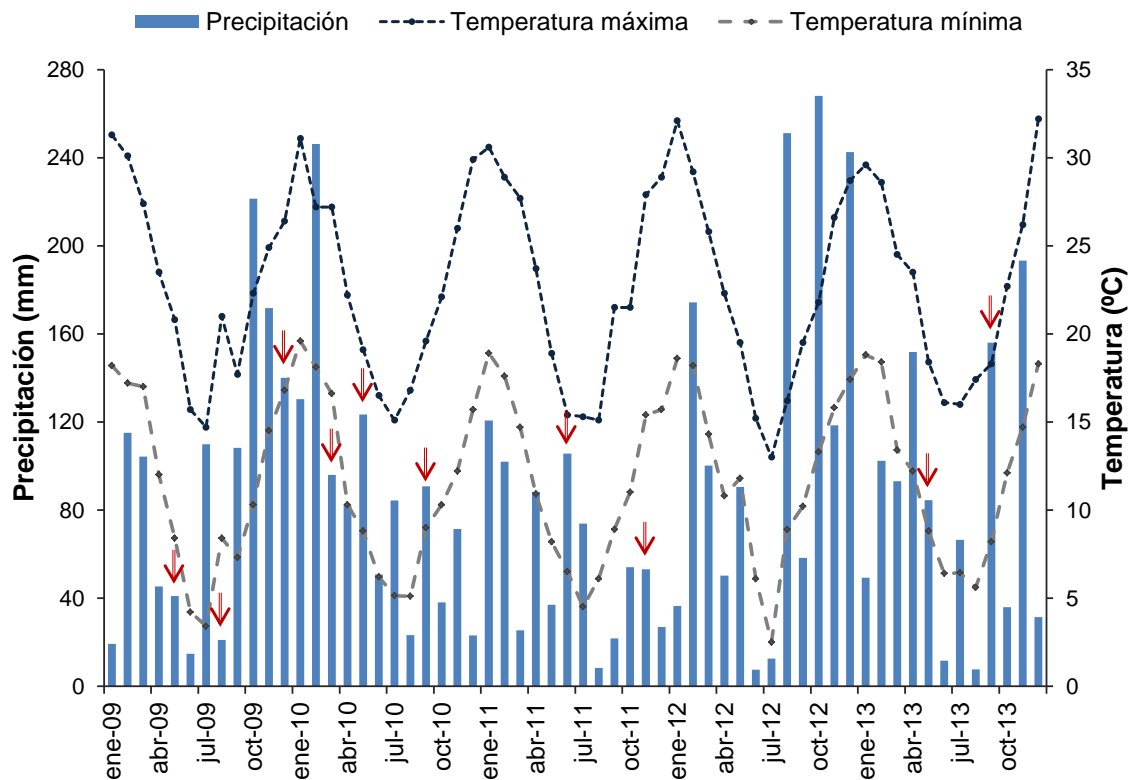 Precipitación Temperatura máxima Temperatura mínima
Precipitación (mm)
280
240
200
160
120
80
40
0
35
30
25
20
15
10
5
0
Temperatura (ºC)
ene-09
abr-09
jul-09
oct-09
ene-10
abr-10
jul-10
oct-10
ene-11
abr-11
jul-11
oct-11
ene-12
abr-12
jul-12
oct-12
ene-13
abr-13
jul-13
oct-13